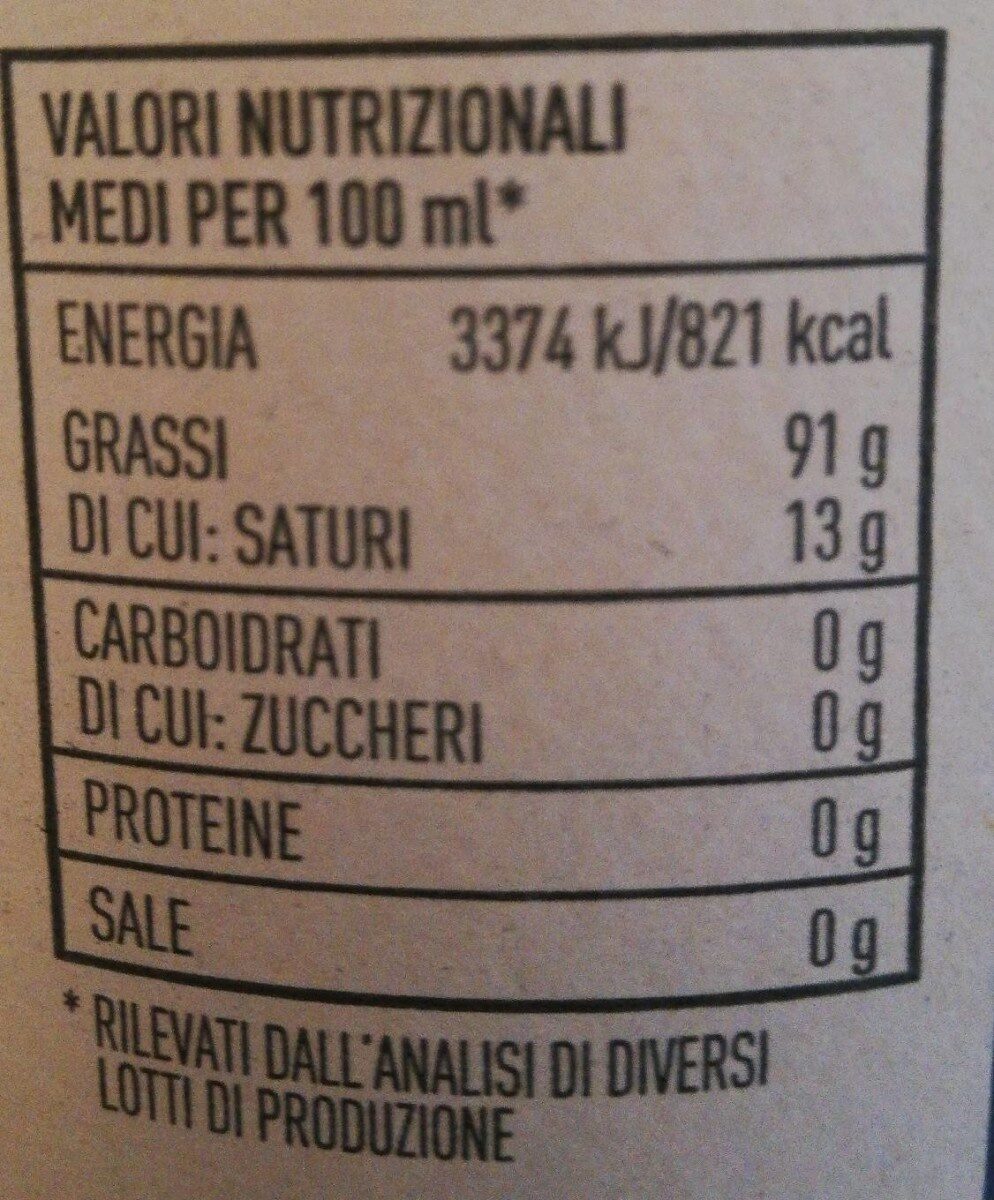 VALORI NUTRIZIONALI
MEDI PER 100 ml*
ENERGIA 3374 kJ/821 kcal
GRASSI 91 g
DI CUI: SATURI 13 g
CARBOIDRATI 0 g
DI CUI: ZUCCHERI 0 g
PROTEINE 0 g
SALE 0 g
* RILEVATI DALL'ANALISI DI DIVERSI
LOTTI DI PRODUZIONE